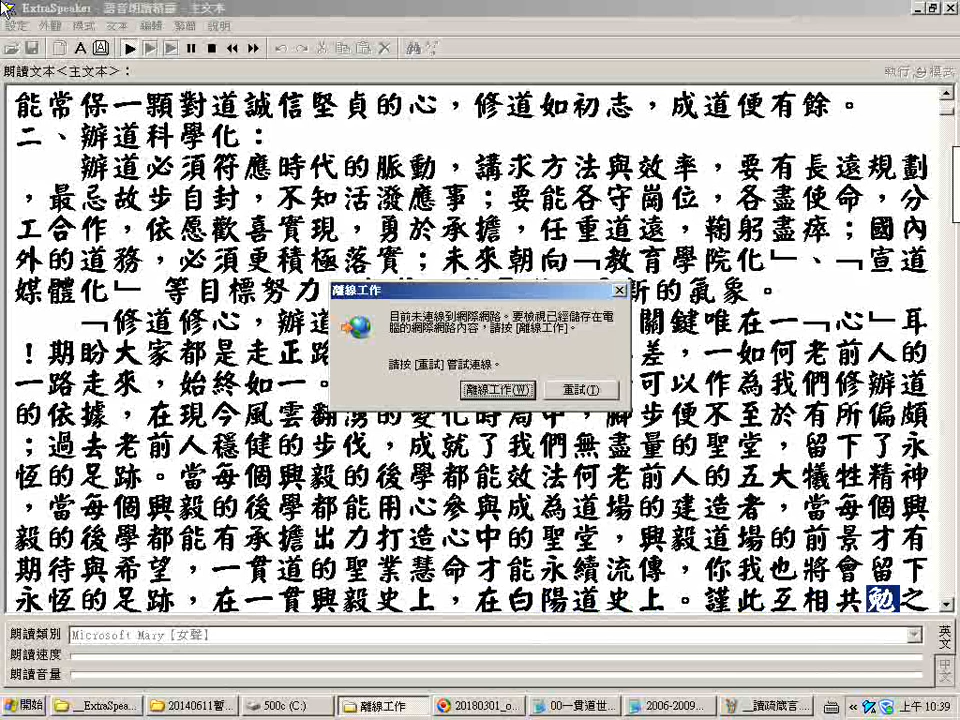 ExtraSpeaker - 語音朗讀精靈 - 主文本
設定 外觀 模式 文本 編輯 繁簡 說明
朗讀文本<主文本>：
能常保一顆對道誠信堅貞的心，修道如初志，成道便有餘。
二、辦道科學化：
辦道必須符應時代的脈動，講求方法與效率，要有長遠規劃
，最忌故步自封，不知活潑應事；要能各守崗位，各盡使命，分
工合作，依愿歡喜實現，勇於承擔，任重道遠，鞠躬盡瘁；國內
外的道務，必須更積極落實；未來朝向「教育學院化」、「宣道
媒體化」 等目標努力
新的氣象。
「修道修心，辦道
關鍵唯在一「心」耳
！期盼大家都是走正路
差，一如何老前人的
一路走來，始終如一。
可以作為我們修辦道
的依據，在現今風雲翻湧的變化時局中，腳步便不至於有所偏頗
；過去老前人穩健的步伐，成就了我們無盡量的聖堂，留下了永
恆的足跡。當每個興毅的後學都能效法何老前人的五大犧牲精神
，當每個興毅的後學都能用心參與成為道場的建造者，當每個興
毅的後學都能有承擔出力打造心中的聖堂，興毅道場的前景才有
期待與希望，一貫道的聖業慧命才能永續流傳，你我也將會留下
永恆的足跡，在一貫興毅史上，在白陽道史上。謹此互相共勉之
離線工作
目前未連線到網際網路。要檢視已經儲存在電
腦的網際網路內容，請按 [離線工作]。
請按 [重試] 嘗試連線。
離線工作(W) 重試(T)
朗讀類別 Microsoft Mary【女聲】
朗讀速度
朗讀音量
英文
中文
開始 __ExtraSpea... 20140611暫... 500c (C:) 離線工作 20180301_o... 00一貫道世... 2006-2009... __讀疏箴言... 上午 10:39